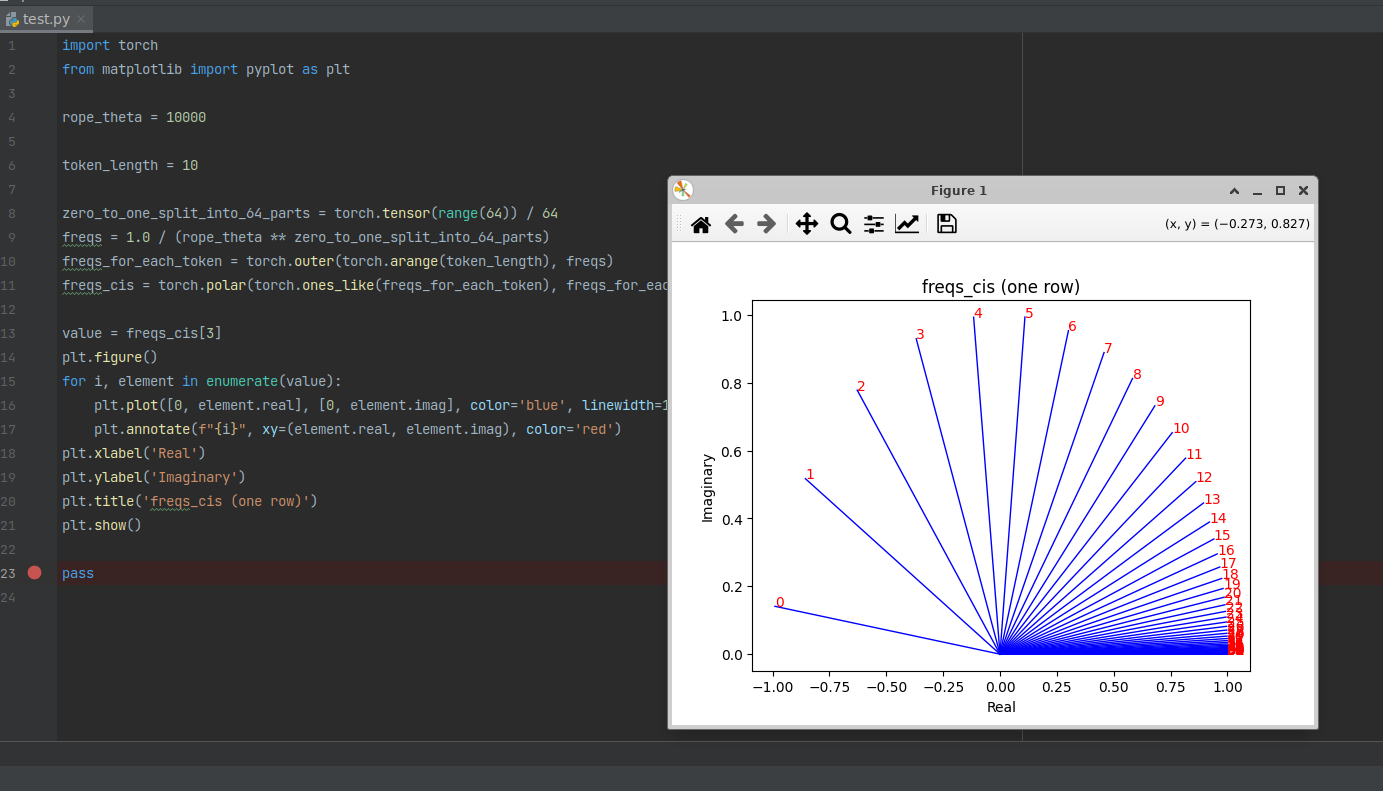 test.py
1 import torch
2 from matplotlib import pyplot as plt
3
4 rope_theta = 10000
5
6 token_length = 10
7
8 zero_to_one_split_into_64_parts = torch.tensor(range(64)) / 64
9 freqs = 1.0 / (rope_theta ** zero_to_one_split_into_64_parts)
10 freqs_for_each_token = torch.outer(torch.arange(token_length), freqs)
11 freqs_cis = torch.polar(torch.ones_like(freqs_for_each_token), freqs_for_eac
12
13 value = freqs_cis[3]
14 plt.figure()
15 for i, element in enumerate(value):
16 plt.plot([0, element.real], [0, element.imag], color='blue', linewidth=1
17 plt.annotate(f"{i}", xy=(element.real, element.imag), color='red')
18 plt.xlabel('Real')
19 plt.ylabel('Imaginary')
20 plt.title('freqs_cis (one row)')
21 plt.show()
22
23 pass
24
Figure 1
(x, y) = (−0.273, 0.827)
freqs_cis (one row)
1.0
0.8
0.6
0.4
0.2
0.0
Imaginary
0
1
2
3
4
5
6
7
8
9
10
11
12
13
14
15
16
17
18
19
20
21
−1.00 −0.75 −0.50 −0.25 0.00 0.25 0.50 0.75 1.00
Real